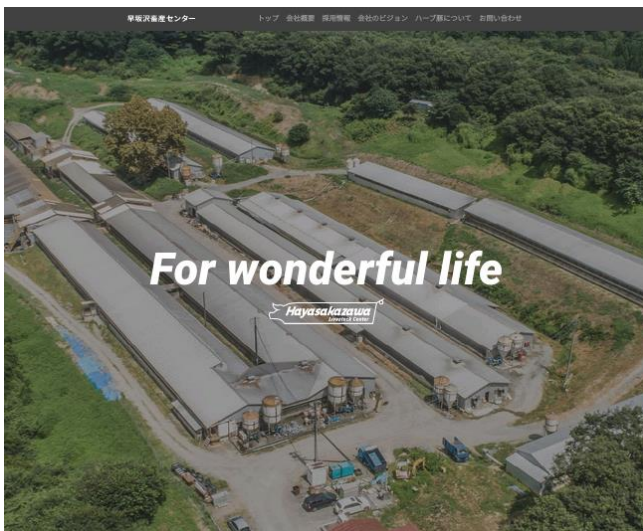 早坂沢畜産センター トップ 会社概要 採用情報 会社のビジョン ハーブ豚について お問い合わせ
For wonderful life
Hayasakazawa
Livestock Center